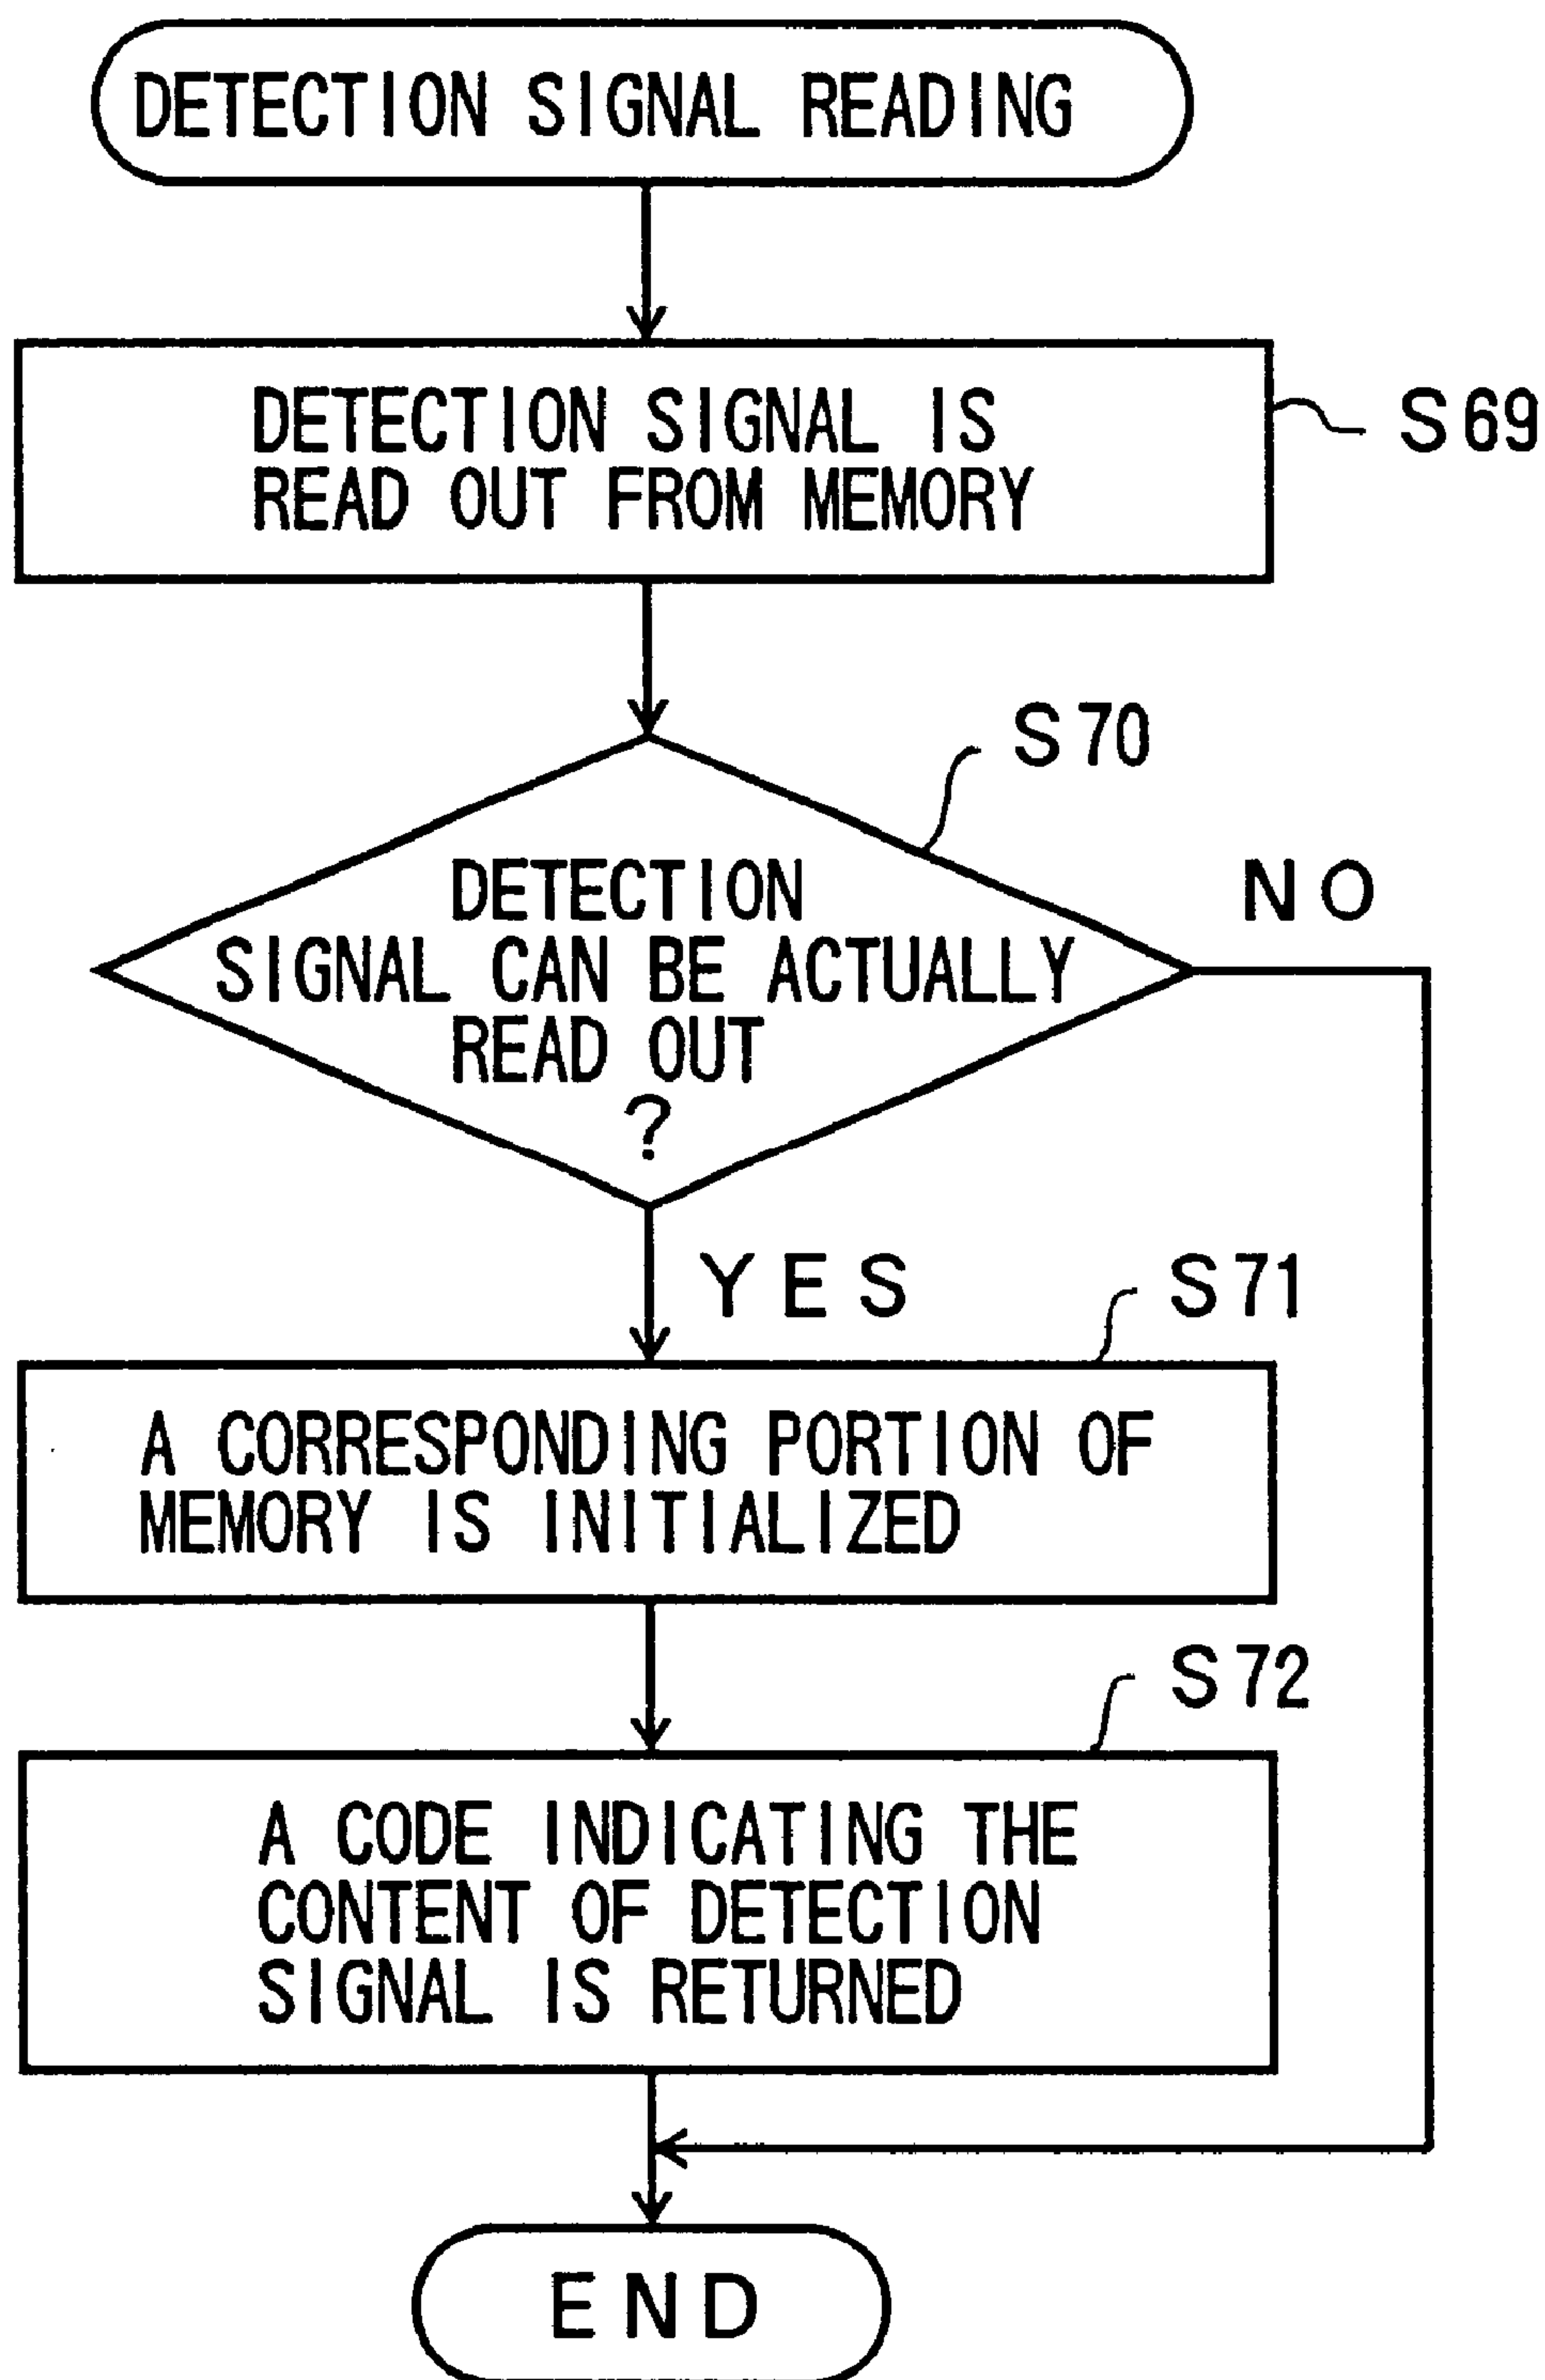 DETECTION SIGNAL READING
DETECTION SIGNAL IS
READ OUT FROM MEMORY
S69
S70
DETECTION
SIGNAL CAN BE ACTUALLY
READ OUT
?
NO
YES
S71
A CORRESPONDING PORTION OF
MEMORY IS INITIALIZED
S72
A CODE INDICATING THE
CONTENT OF DETECTION
SIGNAL IS RETURNED
END